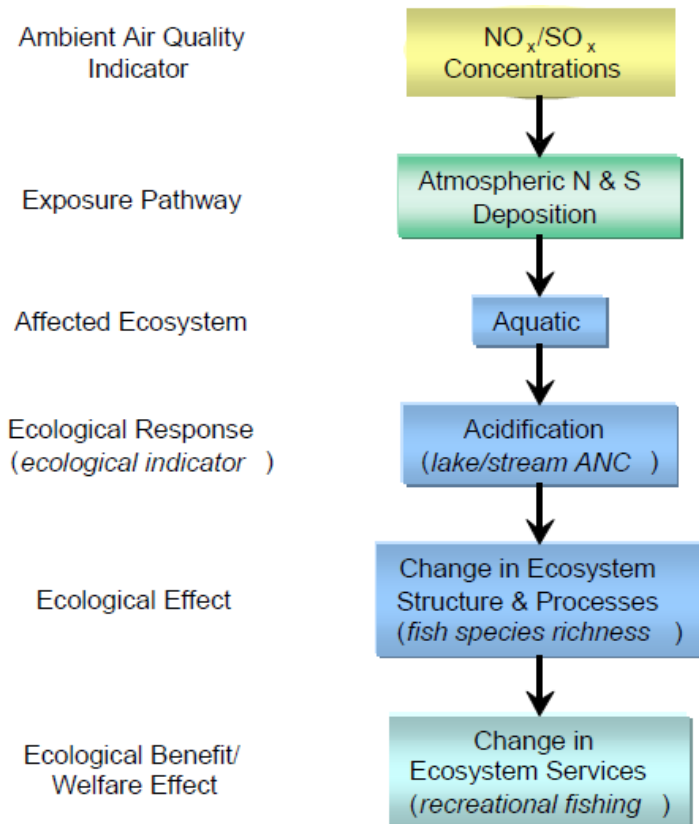 Ambient Air Quality
Indicator
NOx/SOx
Concentrations
Exposure Pathway
Atmospheric N & S
Deposition
Affected Ecosystem
Aquatic
Ecological Response
(ecological indicator )
Acidification
(lake/stream ANC )
Ecological Effect
Change in Ecosystem
Structure & Processes
(fish species richness )
Ecological Benefit/
Welfare Effect
Change in
Ecosystem Services
(recreational fishing )